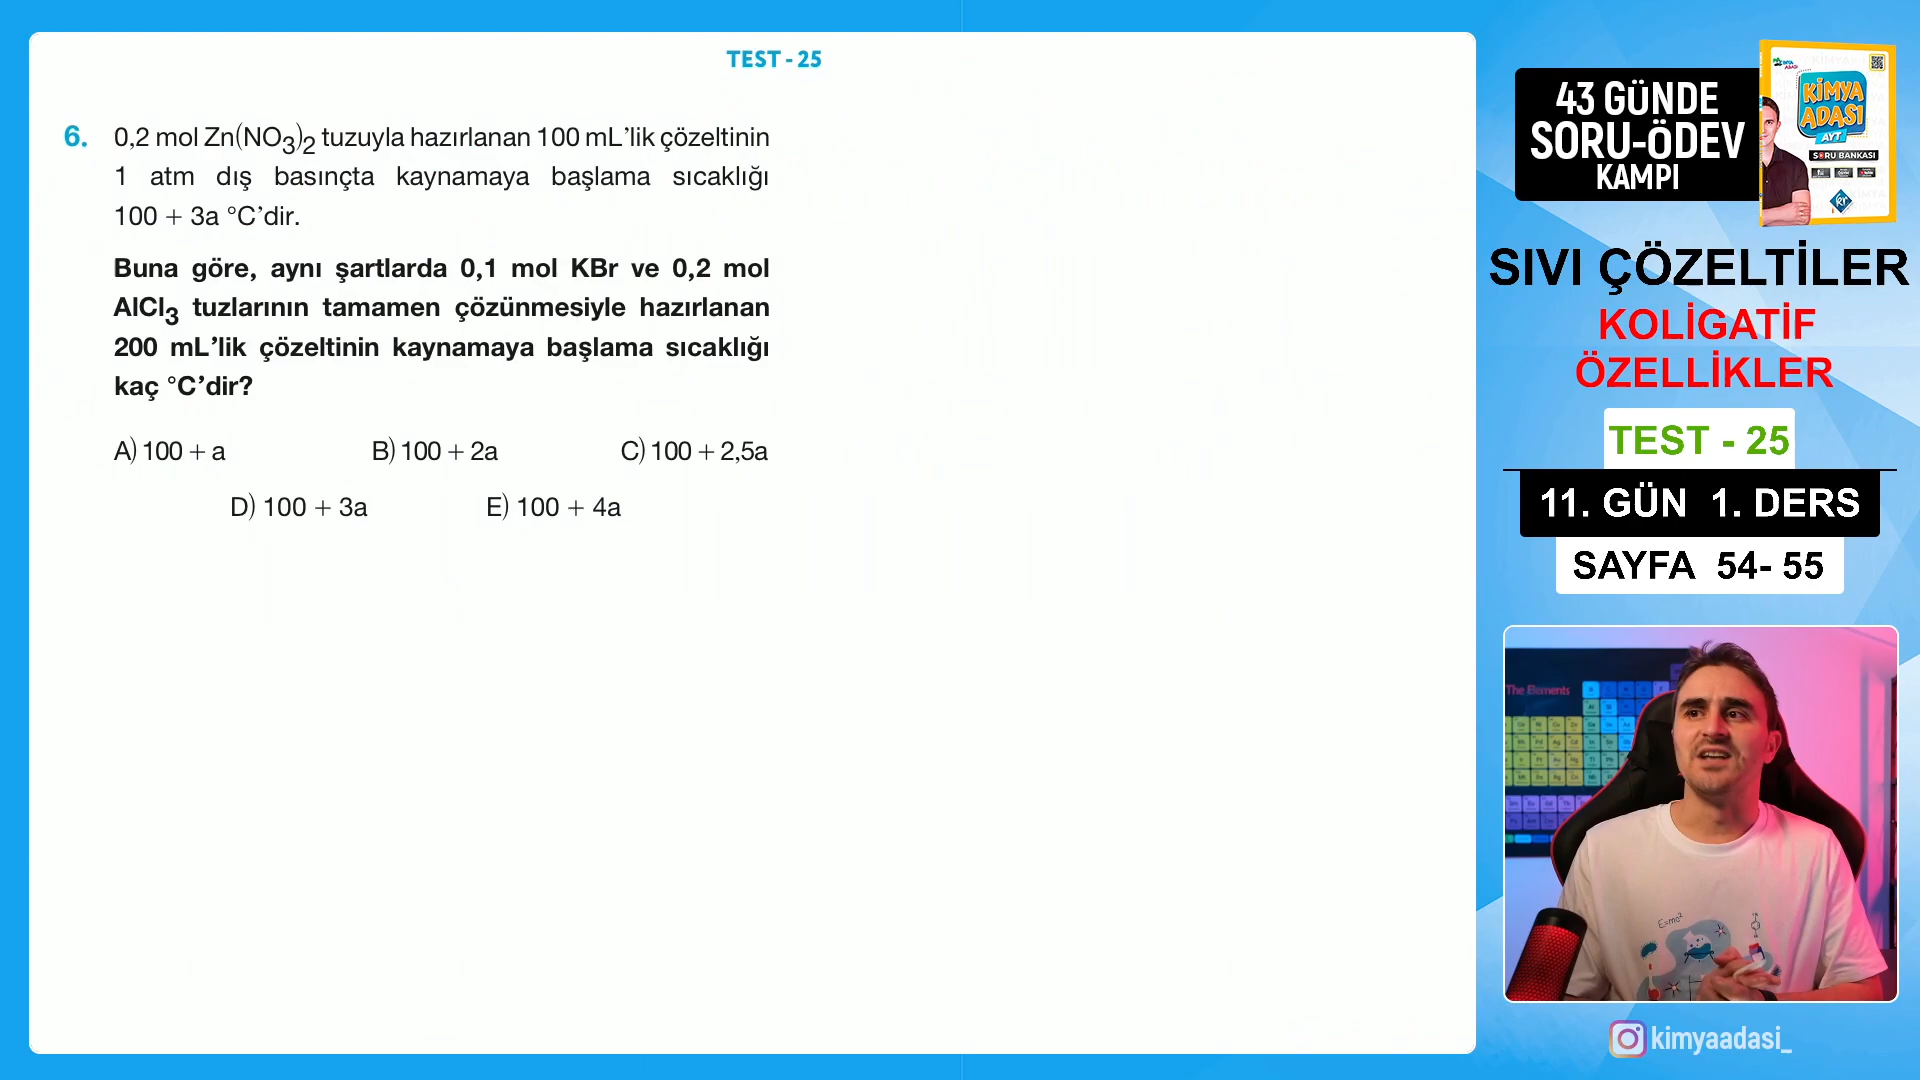 TEST - 25
6. 0,2 mol Zn(NO3)2 tuzuyla hazırlanan 100 mL’lik çözeltinin
1 atm dış basınçta kaynamaya başlama sıcaklığı
100 + 3a °C’dir.
Buna göre, aynı şartlarda 0,1 mol KBr ve 0,2 mol
AlCl3 tuzlarının tamamen çözünmesiyle hazırlanan
200 mL’lik çözeltinin kaynamaya başlama sıcaklığı
kaç °C’dir?
A) 100 + a B) 100 + 2a C) 100 + 2,5a
D) 100 + 3a E) 100 + 4a
43 GÜNDE
SORU-ÖDEV
KAMPI
KİMYA
ADASI
AYT
SORU BANKASI
kr
SIVI ÇÖZELTİLER
KOLİGATİF
ÖZELLİKLER
TEST - 25
11. GÜN 1. DERS
SAYFA 54- 55
The Elements
E=mc²
kimyaadasi_